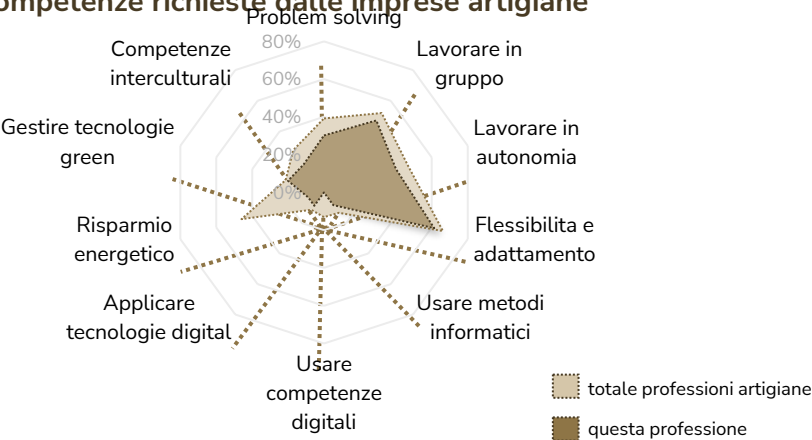 ompetenze richieste dalle imprese artigiane
Problem solving
80%
60%
40%
20%
0%
Competenze
interculturali
Lavorare in
gruppo
Gestire tecnologie
green
Lavorare in
autonomia
Risparmio
energetico
Flessibilita e
adattamento
Applicare
tecnologie digital
Usare metodi
informatici
Usare
competenze
digitali
totale professioni artigiane
questa professione